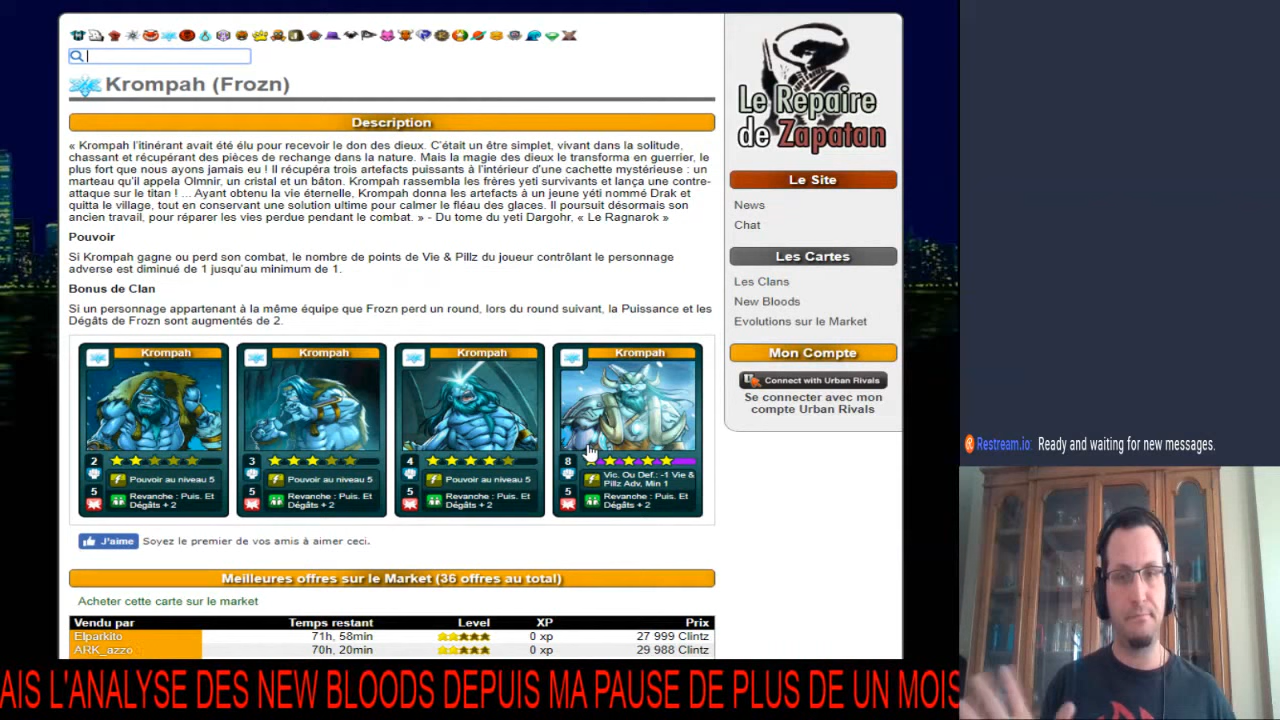 Krompah (Frozn)
Description
« Krompah l'itinérant avait été élu pour recevoir le don des dieux. C'était un être simple, vivant dans la solitude,
chassant et récupérant des pièces de rechange dans la nature. Mais la magie des dieux le transforma en guerrier, le
plus fort que nous ayons jamais eu ! Il récupéra trois artefacts puissants à l'intérieur d'une cachette mystérieuse : un
marteau qu'il appela Olmnir, un cristal et un bâton. Krompah rassembla les frères yeti survivants et lança une contre-
attaque sur le titan ! ... Ayant obtenu la vie éternelle, Krompah donna les artefacts à un jeune yéti nommé Drak et
quitta le village, tout en conservant une solution ultime pour calmer le fléau des glaces. Il poursuit désormais son
ancien travail, pour réparer les vies perdue pendant le combat. » - Du tome du yeti Dargohr, « Le Ragnarok »
Pouvoir
Si Krompah gagne ou perd son combat, le nombre de points de Vie & Pillz du joueur contrôlant le personnage
adverse est diminué de 1 jusqu'au minimum de 1.
Bonus de Clan
Si un personnage appartenant à la même équipe que Frozn perd un round, lors du round suivant, la Puissance et les
Dégâts de Frozn sont augmentés de 2.
Krompah
2
Pouvoir au niveau 5
5
Revanche : Puis. Et
Dégâts + 2
Krompah
3
Pouvoir au niveau 5
5
Revanche : Puis. Et
Dégâts + 2
Krompah
4
Pouvoir au niveau 5
5
Revanche : Puis. Et
Dégâts + 2
Krompah
8
Vic. Ou Def.: -1 Vie &
Pillz Adv, Min 1
5
Revanche : Puis. Et
Dégâts + 2
J'aime Soyez le premier de vos amis à aimer ceci.
Meilleures offres sur le Market (36 offres au total)
Acheter cette carte sur le market
Vendu par Temps restant Level XP Prix
Elparkito 71h, 58min 0 xp 27 999 Clintz
ARK_azzo 70h, 20min 0 xp 29 988 Clintz
Le Repaire
de Zapatan
Le Site
News
Chat
Les Cartes
Les Clans
New Bloods
Evolutions sur le Market
Mon Compte
Connect with Urban Rivals
Se connecter avec mon
compte Urban Rivals
Restream.io Ready and waiting for new messages.
AIS L'ANALYSE DES NEW BLOODS DEPUIS MA PAUSE DE PLUS DE UN MOIS